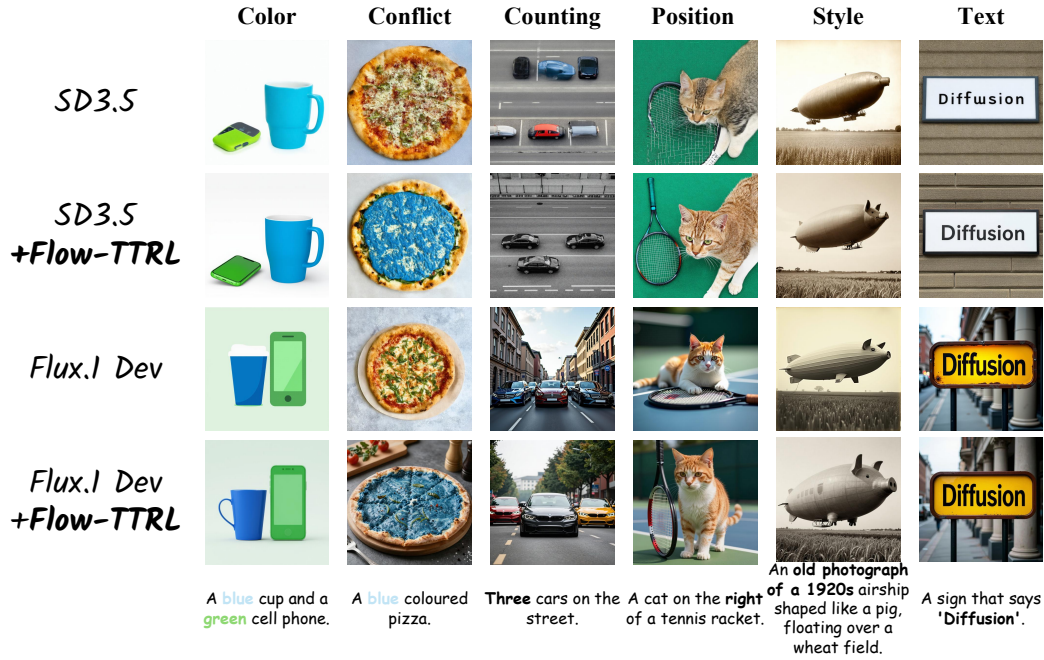 Color Conflict Counting Position Style Text
SD3.5
Diffusion
SD3.5
+Flow-TTRL
Diffusion
Flux.1 Dev
Diffusion
Flux.1 Dev
+Flow-TTRL
Diffusion
A blue cup and a
green cell phone.
A blue coloured
pizza.
Three cars on the
street.
A cat on the right
of a tennis racket.
An old photograph
of a 1920s airship
shaped like a pig,
floating over a
wheat field.
A sign that says
'Diffusion'.